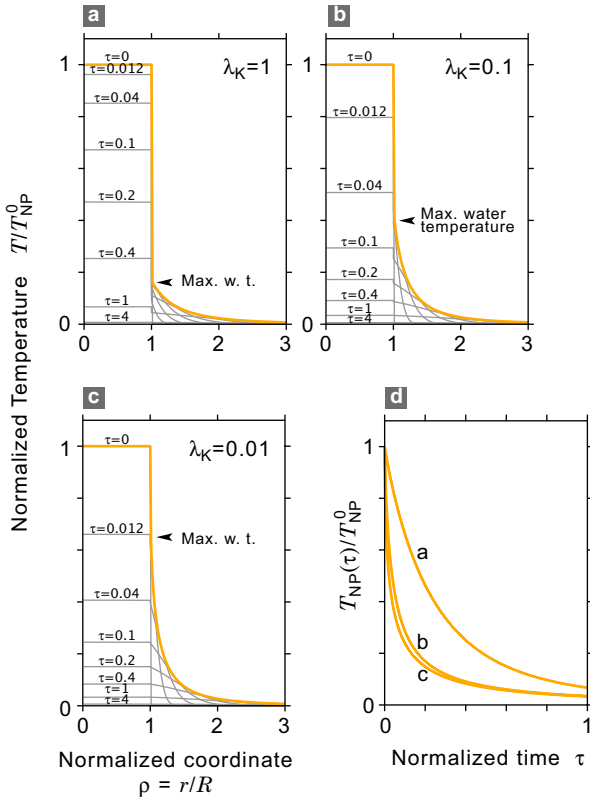 a
λK=1
1
0
0
1
2
3
τ=0
τ=0.012
τ=0.04
τ=0.1
τ=0.2
τ=0.4
τ=1
τ=4
Max. w. t.
b
λK=0.1
1
0
0
1
2
3
τ=0
τ=0.012
τ=0.04
τ=0.1
τ=0.2
τ=0.4
τ=1
τ=4
Max. water
temperature
Normalized Temperature T/T⁰NP
c
λK=0.01
1
0
0
1
2
3
τ=0
τ=0.012
τ=0.04
τ=0.1
τ=0.2
τ=0.4
τ=1
τ=4
Max. w. t.
Normalized coordinate
ρ = r/R
d
TNP(τ)/T⁰NP
1
0
0
1
a
b
c
Normalized time τ